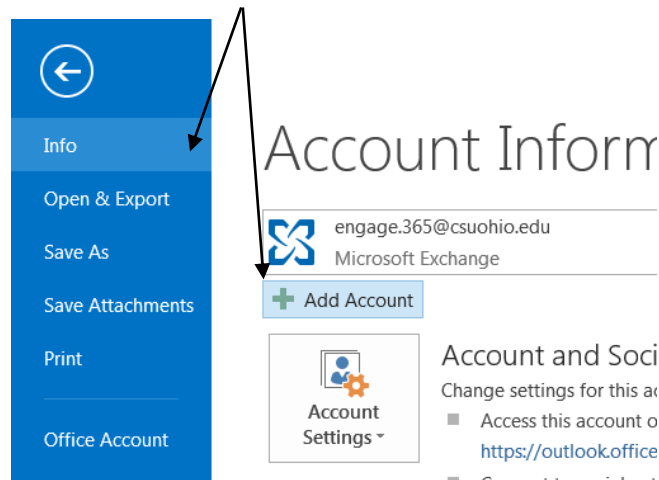 Info
Open & Export
Save As
Save Attachments
Print
Office Account
Account Inform
engage.365@csuohio.edu
Microsoft Exchange
Add Account
Account
Settings
Account and Soci
Change settings for this ac
Access this account o
https://outlook.office